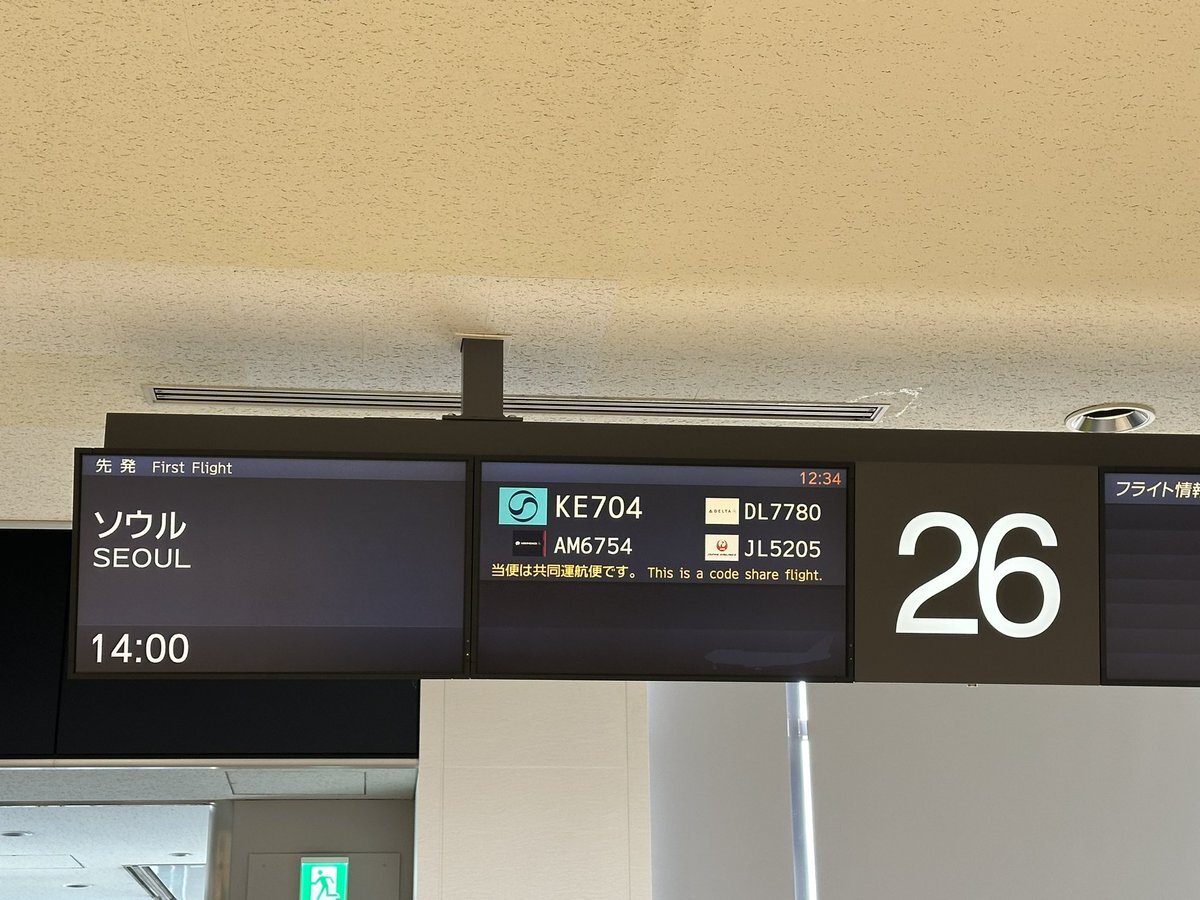 先発 First Flight
ソウル
SEOUL
14:00
12:34
KE704 DELTA DL7780
AM6754 JL5205
当便は共同運航便です。 This is a code share flight.
26
フライト情報